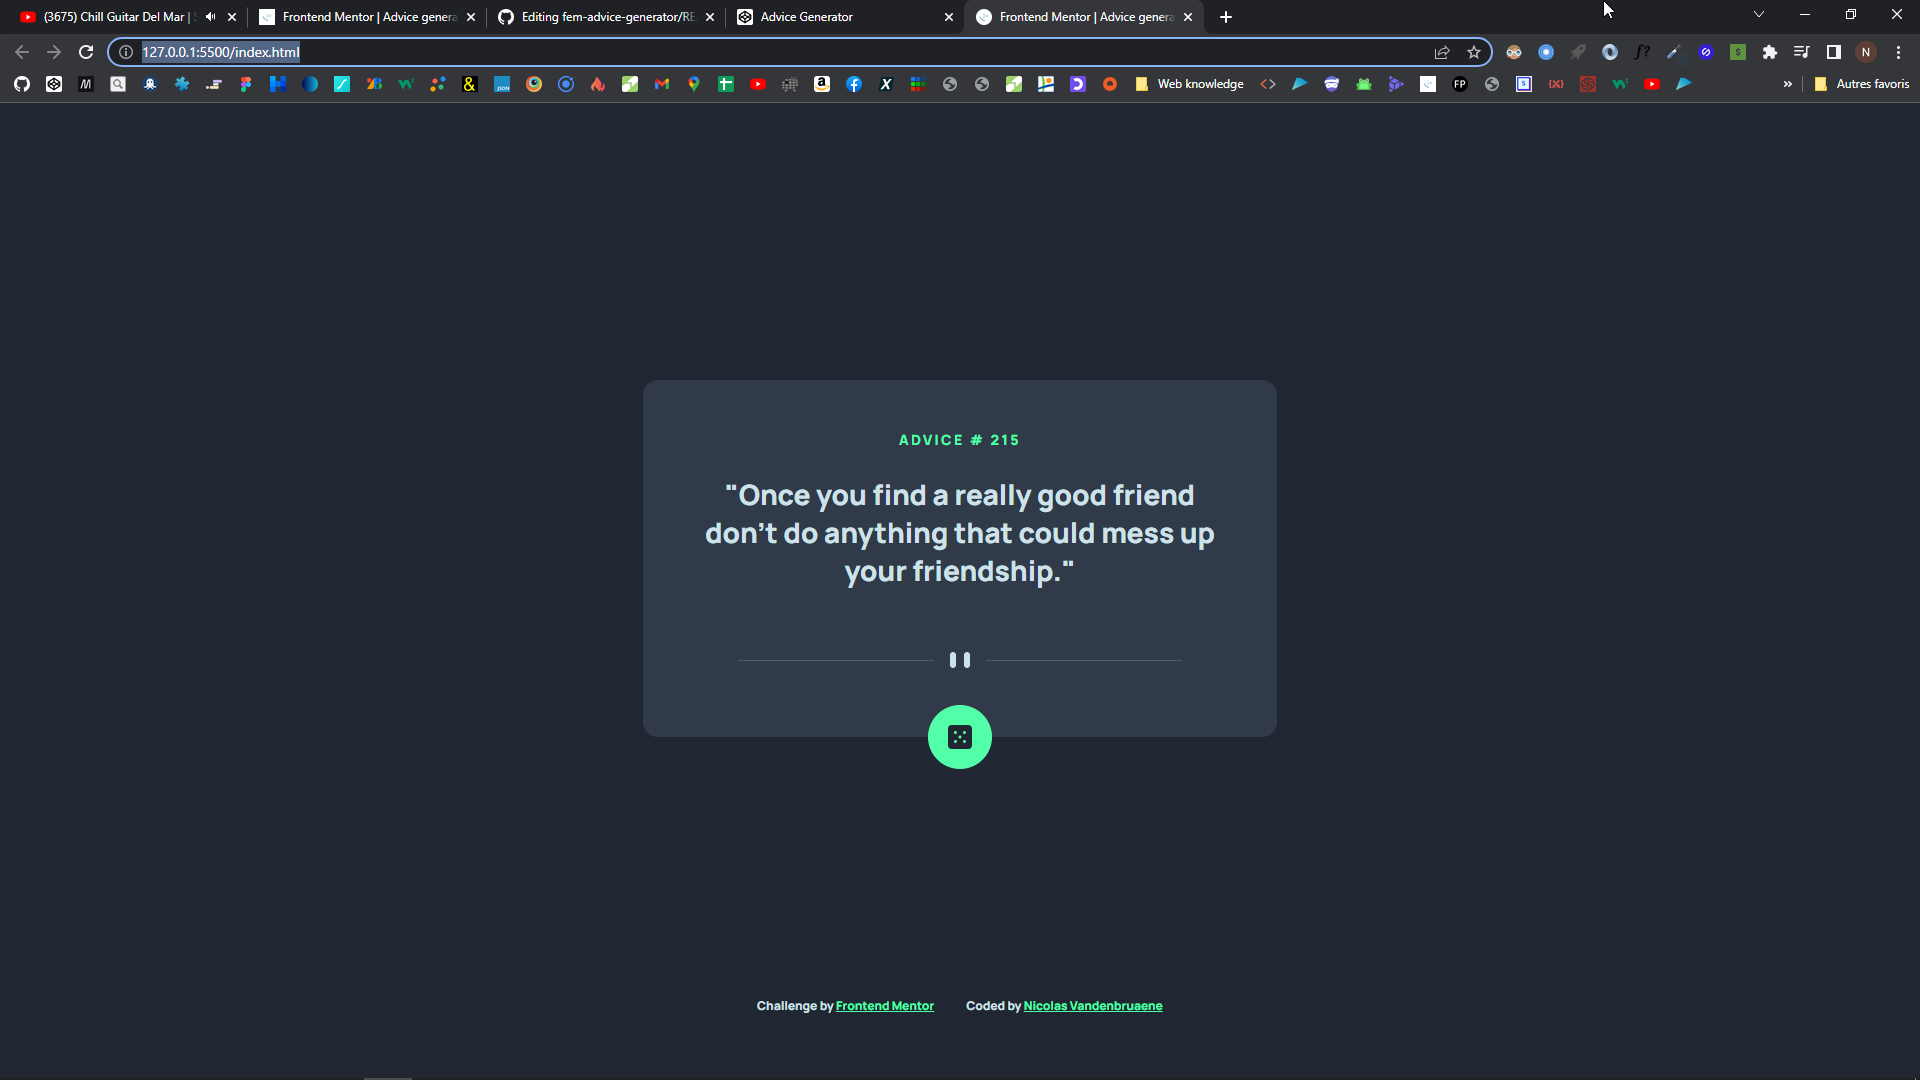 (3675) Chill Guitar Del Mar |
Frontend Mentor | Advice genera
Editing fem-advice-generator/RE
Advice Generator
Frontend Mentor | Advice genera
127.0.0.1:5500/index.html
f?
N
Web knowledge
FP
Autres favoris
ADVICE # 215
"Once you find a really good friend
don't do anything that could mess up
your friendship."
Challenge by Frontend Mentor
Coded by Nicolas Vandenbruaene